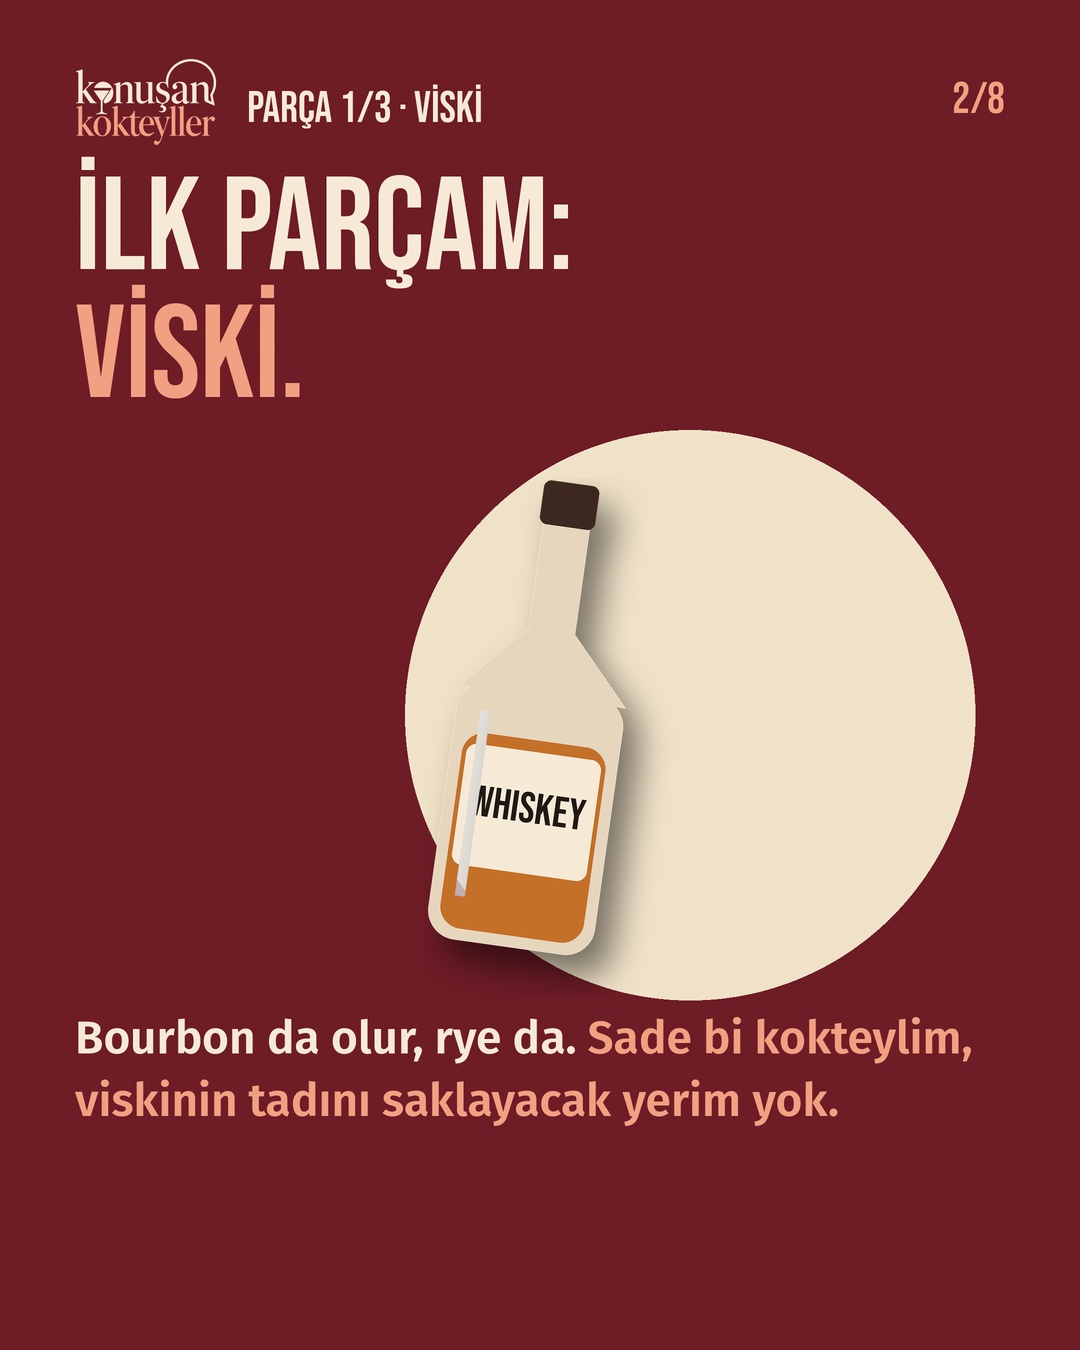 konuşan
kokteyller
PARÇA 1/3 · VİSKİ
2/8
İLK PARÇAM:
VİSKİ.
WHISKEY
Bourbon da olur, rye da. Sade bi kokteylim,
viskinin tadını saklayacak yerim yok.